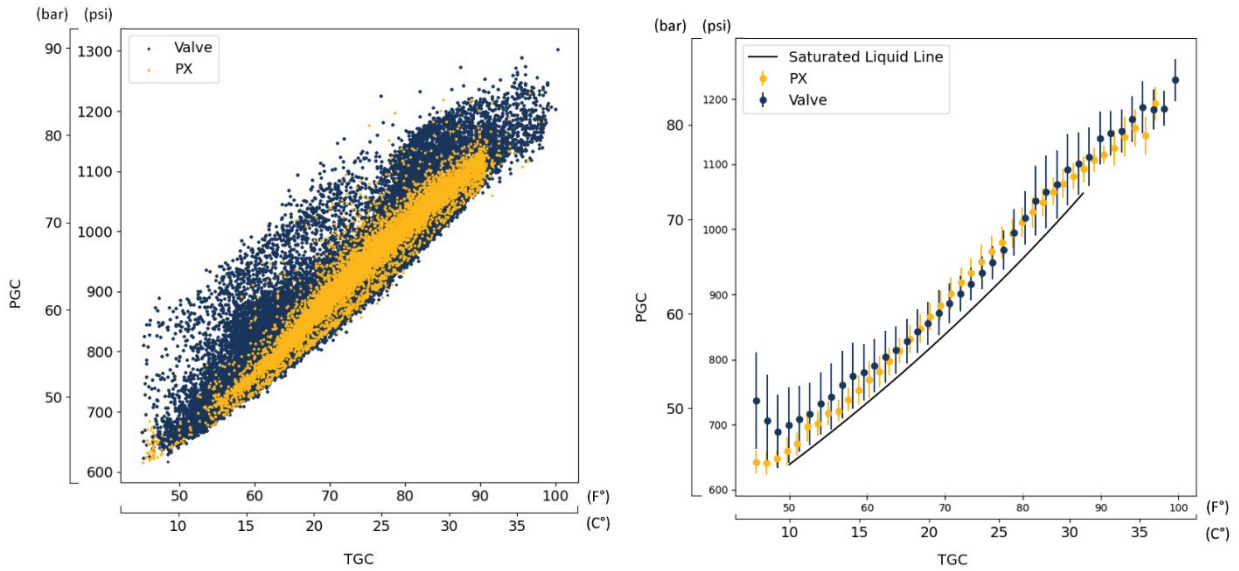 (bar) (psi)
90
80
70
60
50
1300
1200
1100
1000
900
800
700
600
PGC
Valve
PX
50 60 70 80 90 100 (F°)
10 15 20 25 30 35 (C°)
TGC
(bar) (psi)
80
70
60
50
1200
1100
1000
900
800
700
600
PGC
Saturated Liquid Line
PX
Valve
50 60 70 80 90 100 (F°)
10 15 20 25 30 35 (C°)
TGC